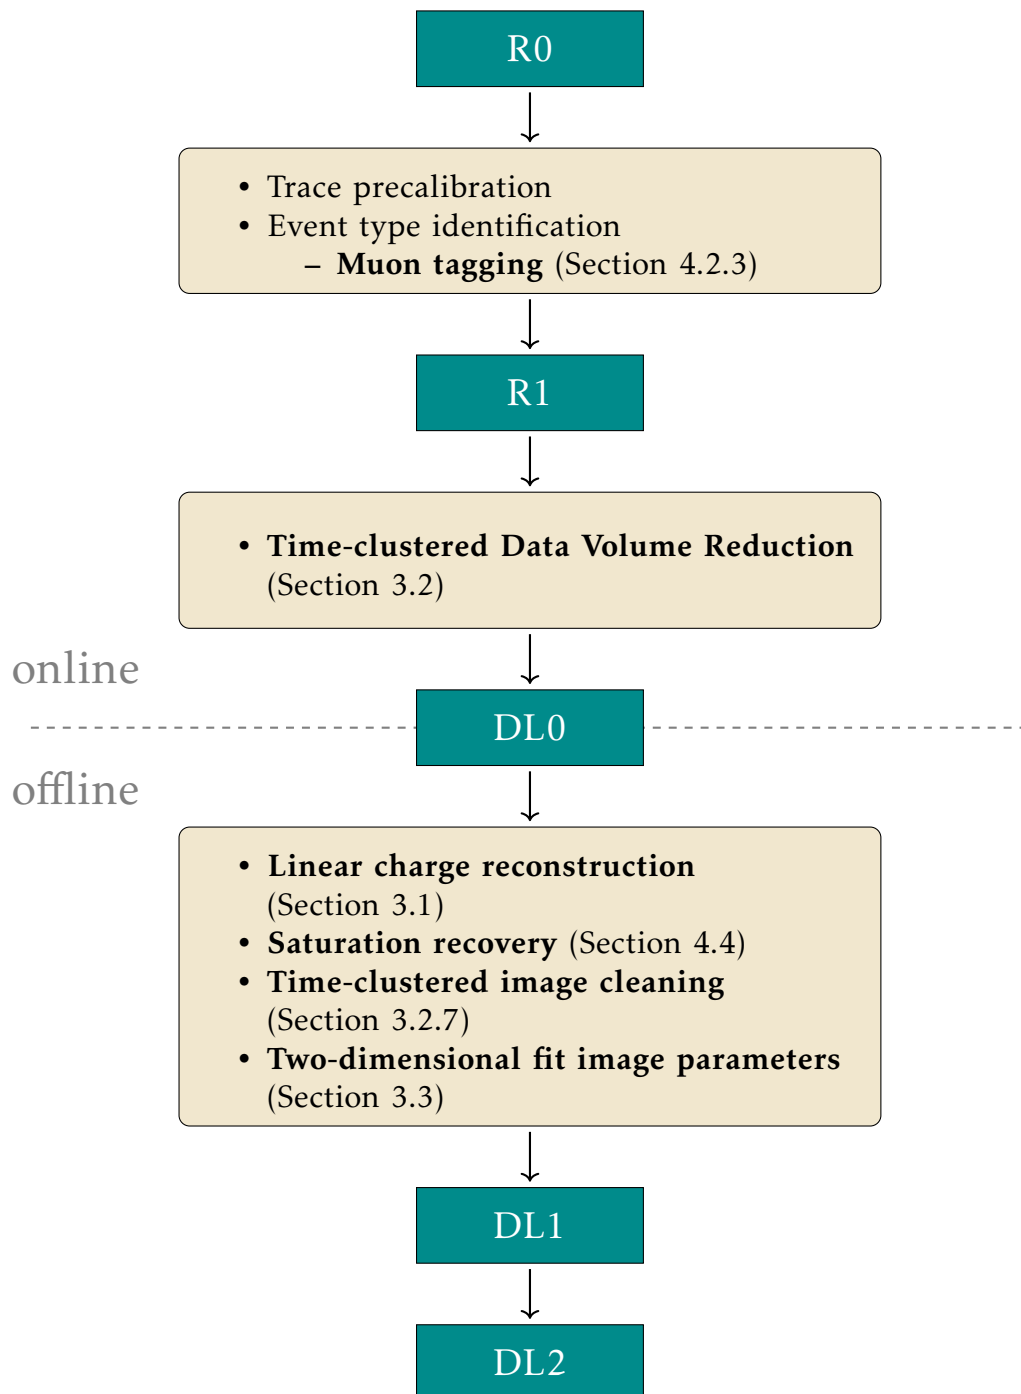 R0
• Trace precalibration
• Event type identification
– Muon tagging (Section 4.2.3)
R1
• Time-clustered Data Volume Reduction
(Section 3.2)
online
DL0
offline
• Linear charge reconstruction
(Section 3.1)
• Saturation recovery (Section 4.4)
• Time-clustered image cleaning
(Section 3.2.7)
• Two-dimensional fit image parameters
(Section 3.3)
DL1
DL2